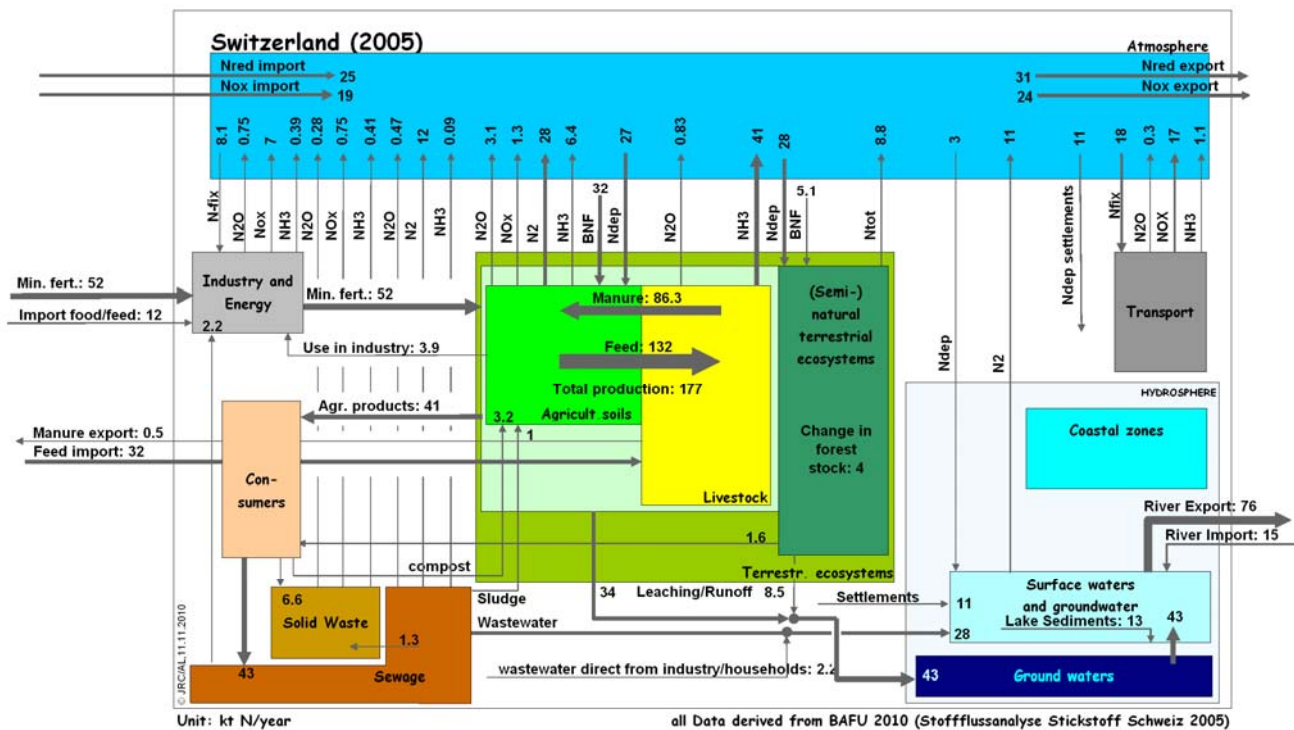 Switzerland (2005)
Atmosphere
Nred import
25
Nox import
19
31
Nred export
24
Nox export
8.1
0.75
7
0.39
0.28
0.75
0.41
0.47
12
0.09
3.1
1.3
28
6.4
27
0.83
41
28
8.8
3
11
11
18
0.3
17
1.1
32
5.1
N-fix
N2O
Nox
NH3
N2O
NOx
NH3
N2O
N2
NH3
N2O
NOx
N2
NH3
BNF
Ndep
N2O
NH3
Ndep
BNF
Ntot
Ndep
N2
Ndep settlements
Nfix
N2O
NOX
NH3
Min. fert.: 52
Industry and
Energy
Min. fert.: 52
Import food/feed: 12
2.2
Use in industry: 3.9
Manure: 86.3
Feed: 132
Total production: 177
3.2
Agricult.soils
(Semi-)
natural
terrestrial
ecosystems
Transport
HYDROSPHERE
Agr. products: 41
Manure export: 0.5
1
Feed import: 32
Con-
sumers
Livestock
Change in
forest
stock: 4
Coastal zones
River Export: 76
River Import: 15
1.6
compost
Terrestr. ecosystems
6.6
Solid Waste
1.3
Sludge
Wastewater
34
Leaching/Runoff
8.5
Settlements
11
Surface waters
and groundwater
28
Lake Sediments: 13
43
43
Sewage
wastewater direct from industry/households: 2.2
43
Ground waters
© JRC/AL.11.11.2010
Unit: kt N/year
all Data derived from BAFU 2010 (Stoffflussanalyse Stickstoff Schweiz 2005)